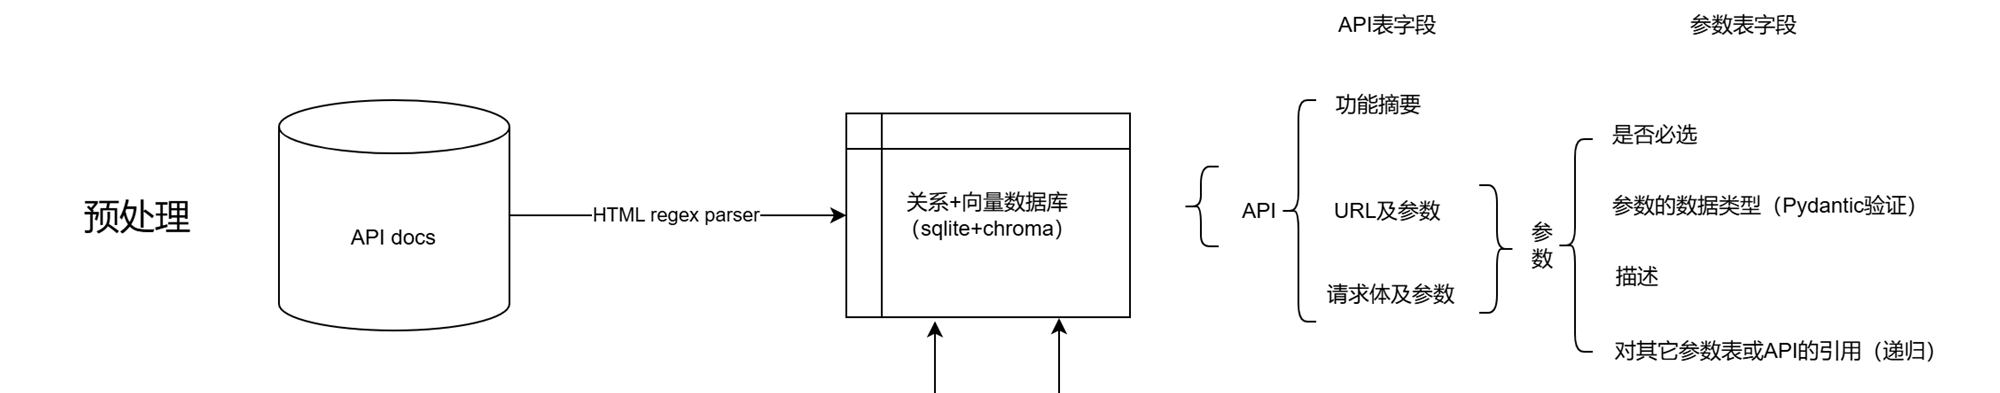 API表字段
参数表字段
预处理
API docs
HTML regex parser
关系+向量数据库
（sqlite+chroma）
API
功能摘要
URL及参数
请求体及参数
参
数
是否必选
参数的数据类型（Pydantic验证）
描述
对其它参数表或API的引用（递归）